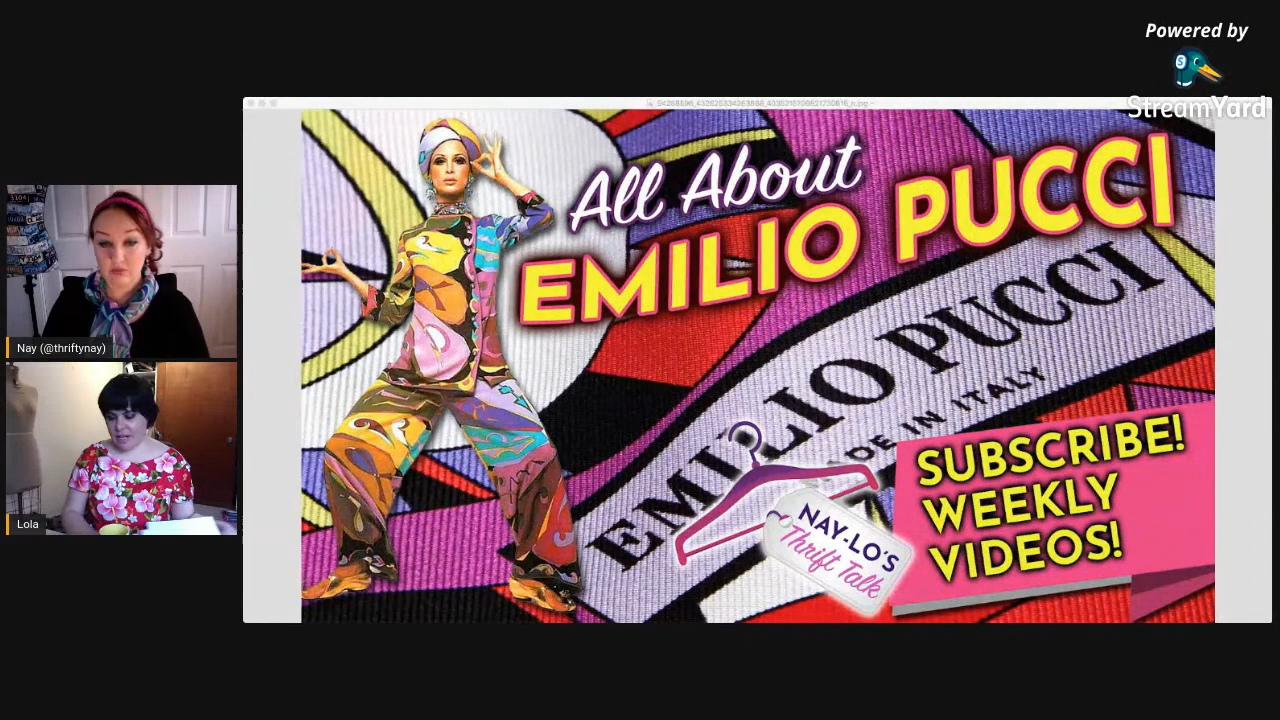 Powered by
StreamYard
All About
EMILIO PUCCI
EMILIO PUCCI
MADE IN ITALY
SUBSCRIBE!
WEEKLY
VIDEOS!
NAY-LO'S
Thrift Talk
Nay (@thriftynay)
Lola